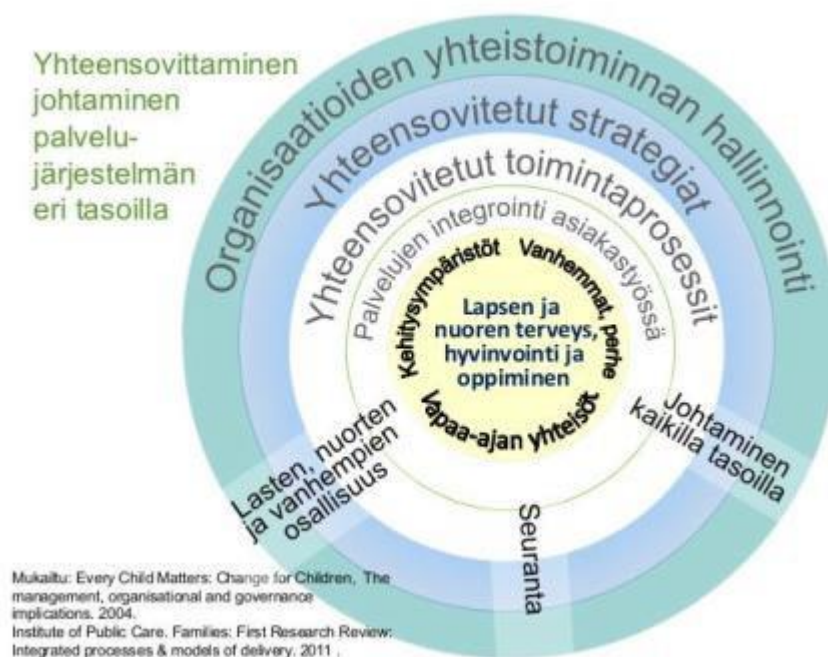 Yhteensovittaminen
johtaminen
palvelu-
järjestelmän
eri tasoilla
Organisaatioiden yhteistoiminnan hallinnointi
Yhteensovitetut strategiat
Yhteensovitetut toimintaprosessit
Palvelujen integrointi asiakastyössä
Kehitysympäristöt
Vanhemmat, perhe
Vapaa-ajan yhteisöt
Lapsen ja
nuoren terveys,
hyvinvointi ja
oppiminen
Lasten, nuorten
ja vanhempien
osallisuus
Seuranta
Johtaminen
kaikilla tasoilla
Mukailtu: Every Child Matters: Change for Children, The
management, organisational and governance
implications. 2004.
Institute of Public Care. Families: First Research Review:
Integrated processes & models of delivery. 2011 .